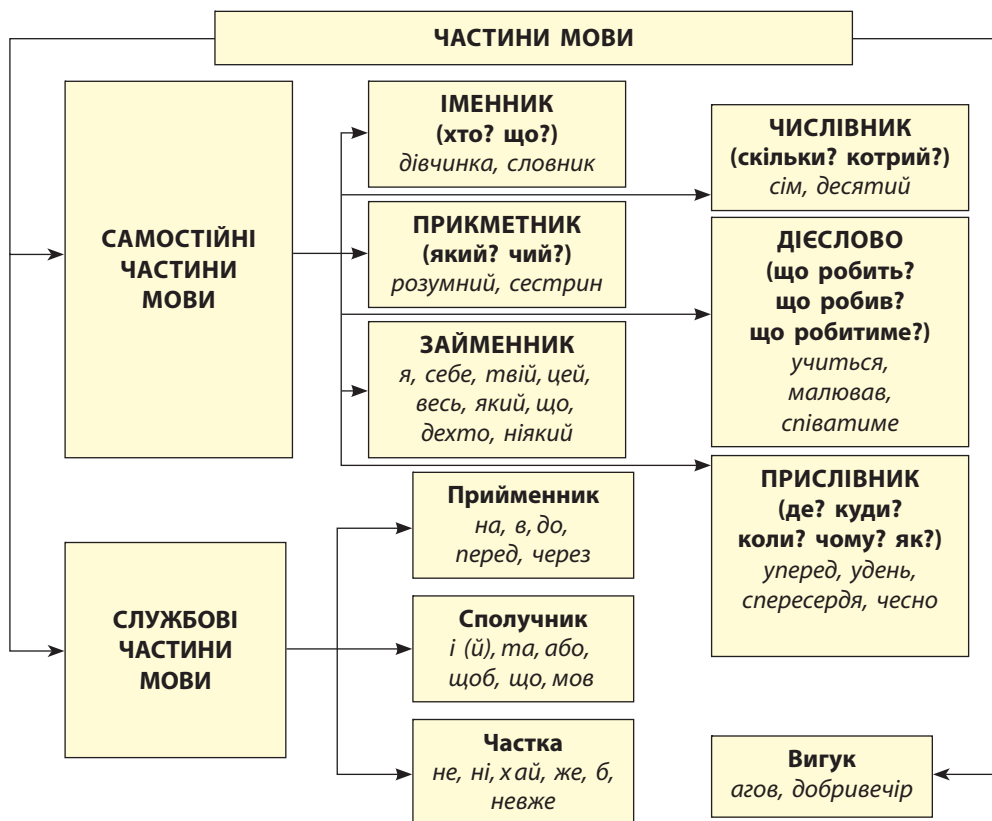 ЧАСТИНИ МОВИ
САМОСТІЙНІ
ЧАСТИНИ
МОВИ
ІМЕННИК
(хто? що?)
дівчинка, словник
ПРИКМЕТНИК
(який? чий?)
розумний, сестрин
ЗАЙМЕННИК
я, себе, твій, цей,
весь, який, що,
дехто, ніякий
ЧИСЛІВНИК
(скільки? котрий?)
сім, десятий
ДІЄСЛОВО
(що робить?
що робив?
що робитиме?)
учиться,
малював,
співатиме
ПРИСЛІВНИК
(де? куди?
коли? чому? як?)
уперед, удень,
спересердя, чесно
СЛУЖБОВІ
ЧАСТИНИ
МОВИ
Прийменник
на, в, до,
перед, через
Сполучник
і (й), та, або,
щоб, що, мов
Частка
не, ні, хай, же, б,
невже
Вигук
агов, добривечір